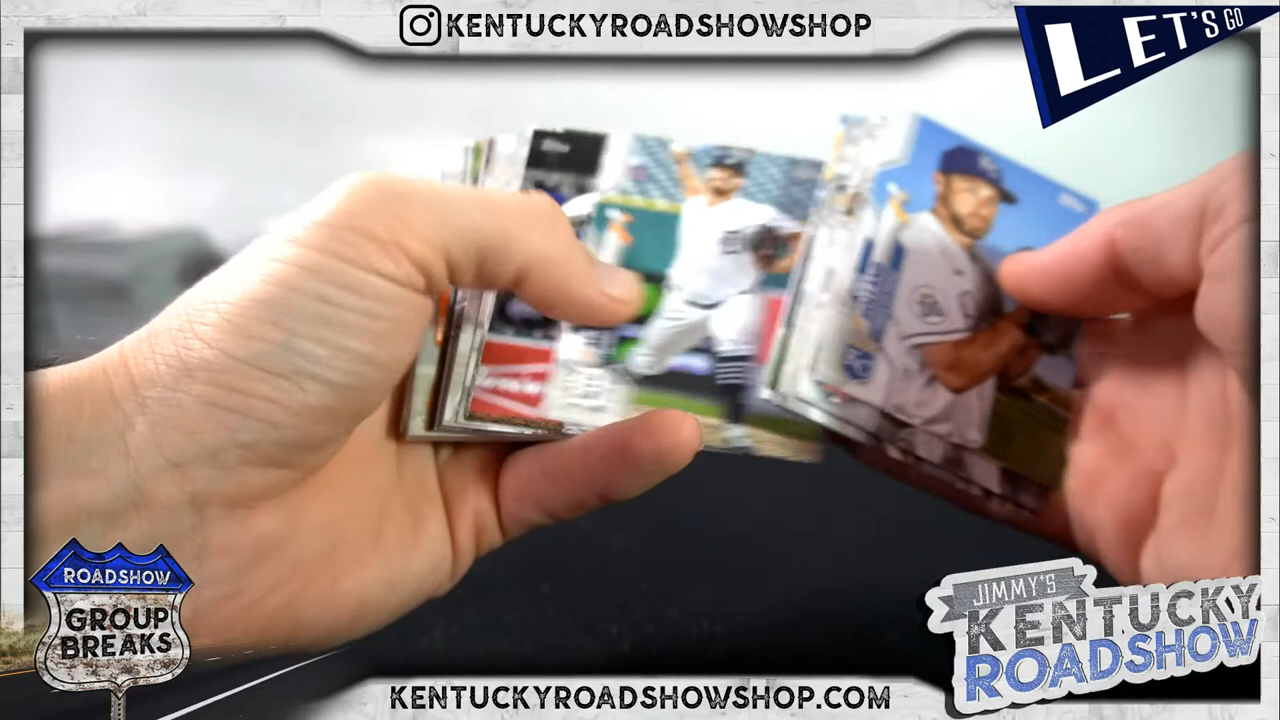 KENTUCKYROADSHOWSHOP
LET'S GO
ROADSHOW
GROUP
BREAKS
JIMMY'S
KENTUCKY
ROADSHOW
KENTUCKYROADSHOWSHOP.COM